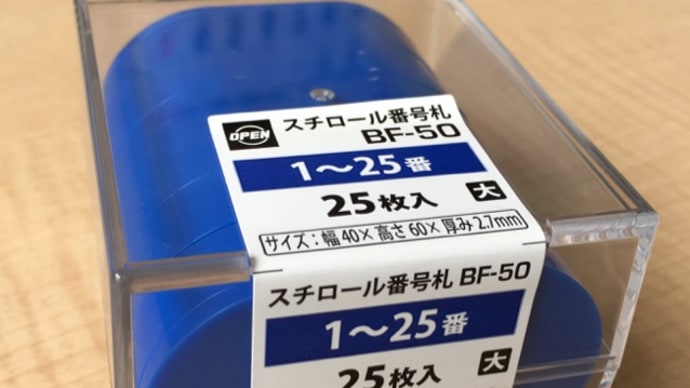 OPEN
スチロール番号札
BF-50
1～25番
25枚入 大
サイズ：幅40×高さ60×厚み2.7mm
スチロール番号札 BF-50
1～25番
25枚入 大